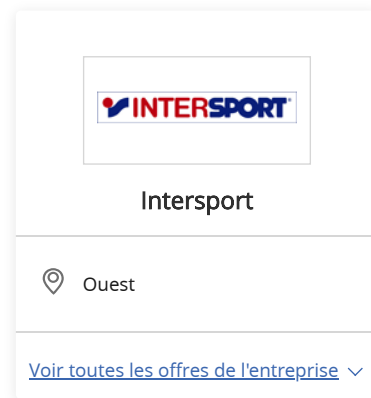 INTERSPORT
Intersport
Ouest
Voir toutes les offres de l'entreprise